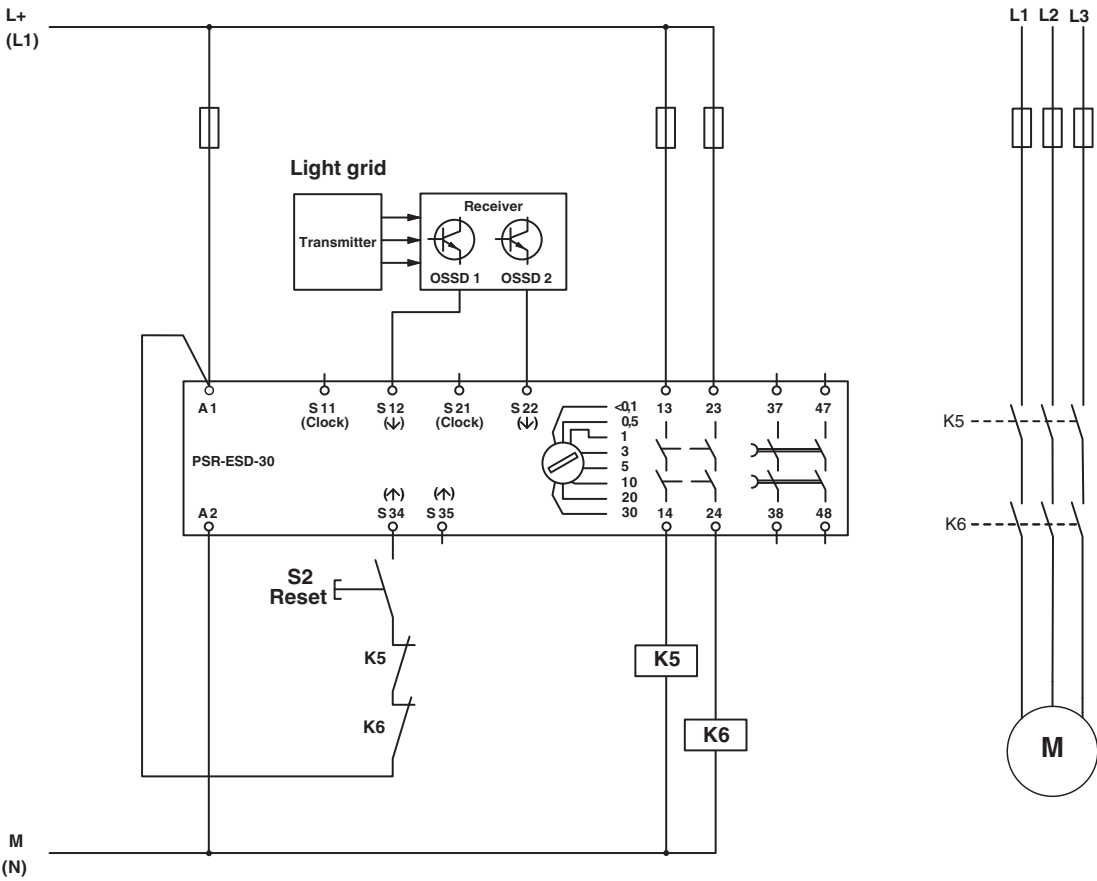 L+
(L1)
L1 L2 L3
Light grid
Receiver
Transmitter
OSSD 1 OSSD 2
A1 S11 S12 S21 S22 <0,1 13 23 37 47
(Clock) (↓) (Clock) (↓) 0,5
1
PSR-ESD-30 3
5
10
(↑) (↑) 20
A2 S34 S35 30 14 24 38 48
K5
K6
S2
Reset
K5 K5
K6 K6 M
M
(N)